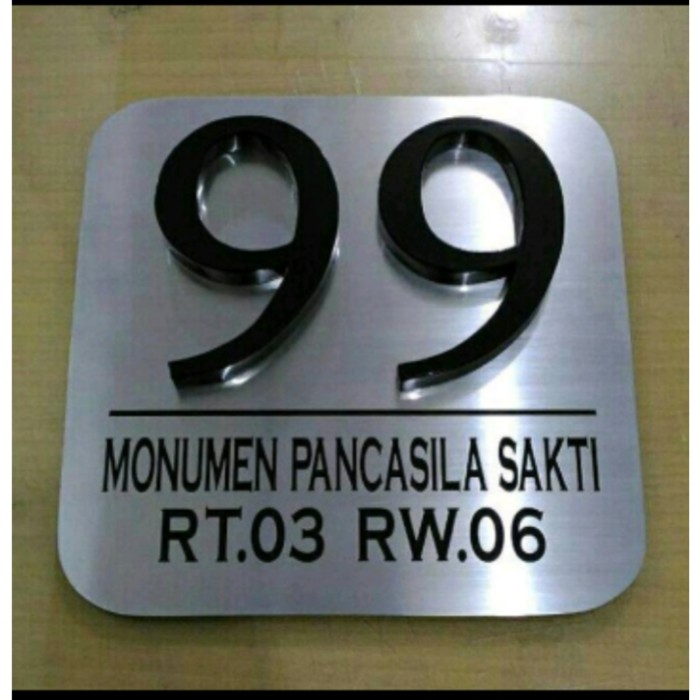 99
MONUMEN PANCASILA SAKTI
RT.03 RW.06